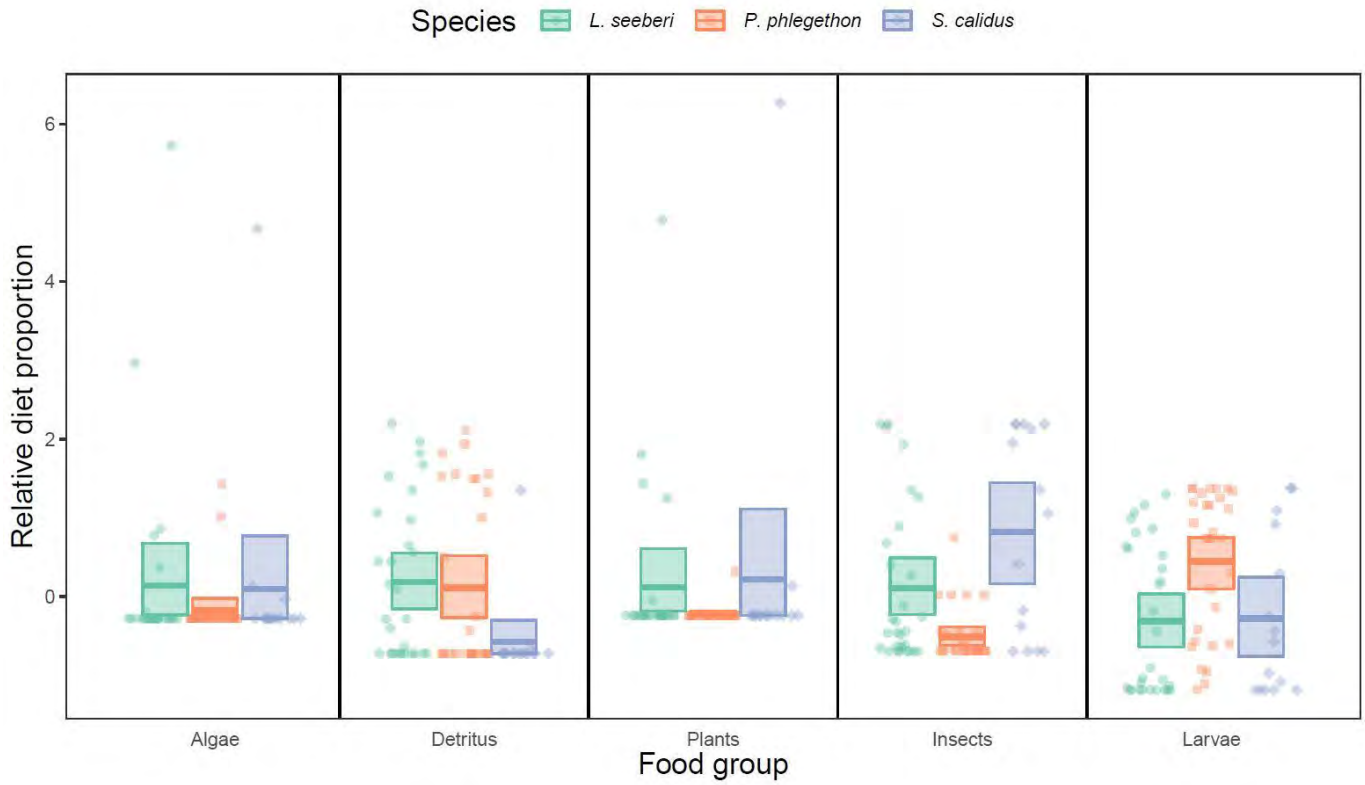 Species L. seeberi P. phlegethon S. calidus
Relative diet proportion
6
4
2
0
Algae Detritus Plants Insects Larvae
Food group